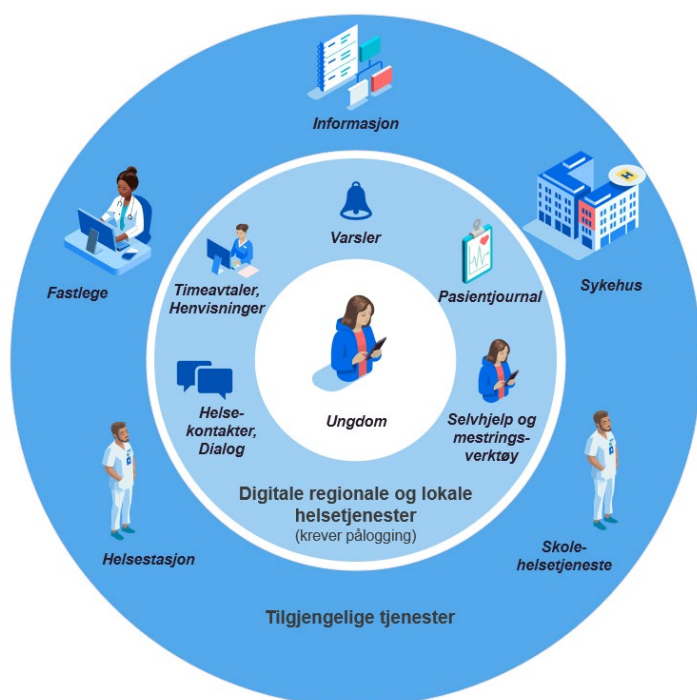 Informasjon
Varsler
Fastlege
Timeavtaler,
Henvisninger
Pasientjournal
Sykehus
Helse-
kontakter,
Dialog
Ungdom
Selvhjelp og
mestrings-
verktøy
Digitale regionale og lokale
helsetjenester
(krever pålogging)
Helsestasjon
Skole-
helsetjeneste
Tilgjengelige tjenester
H